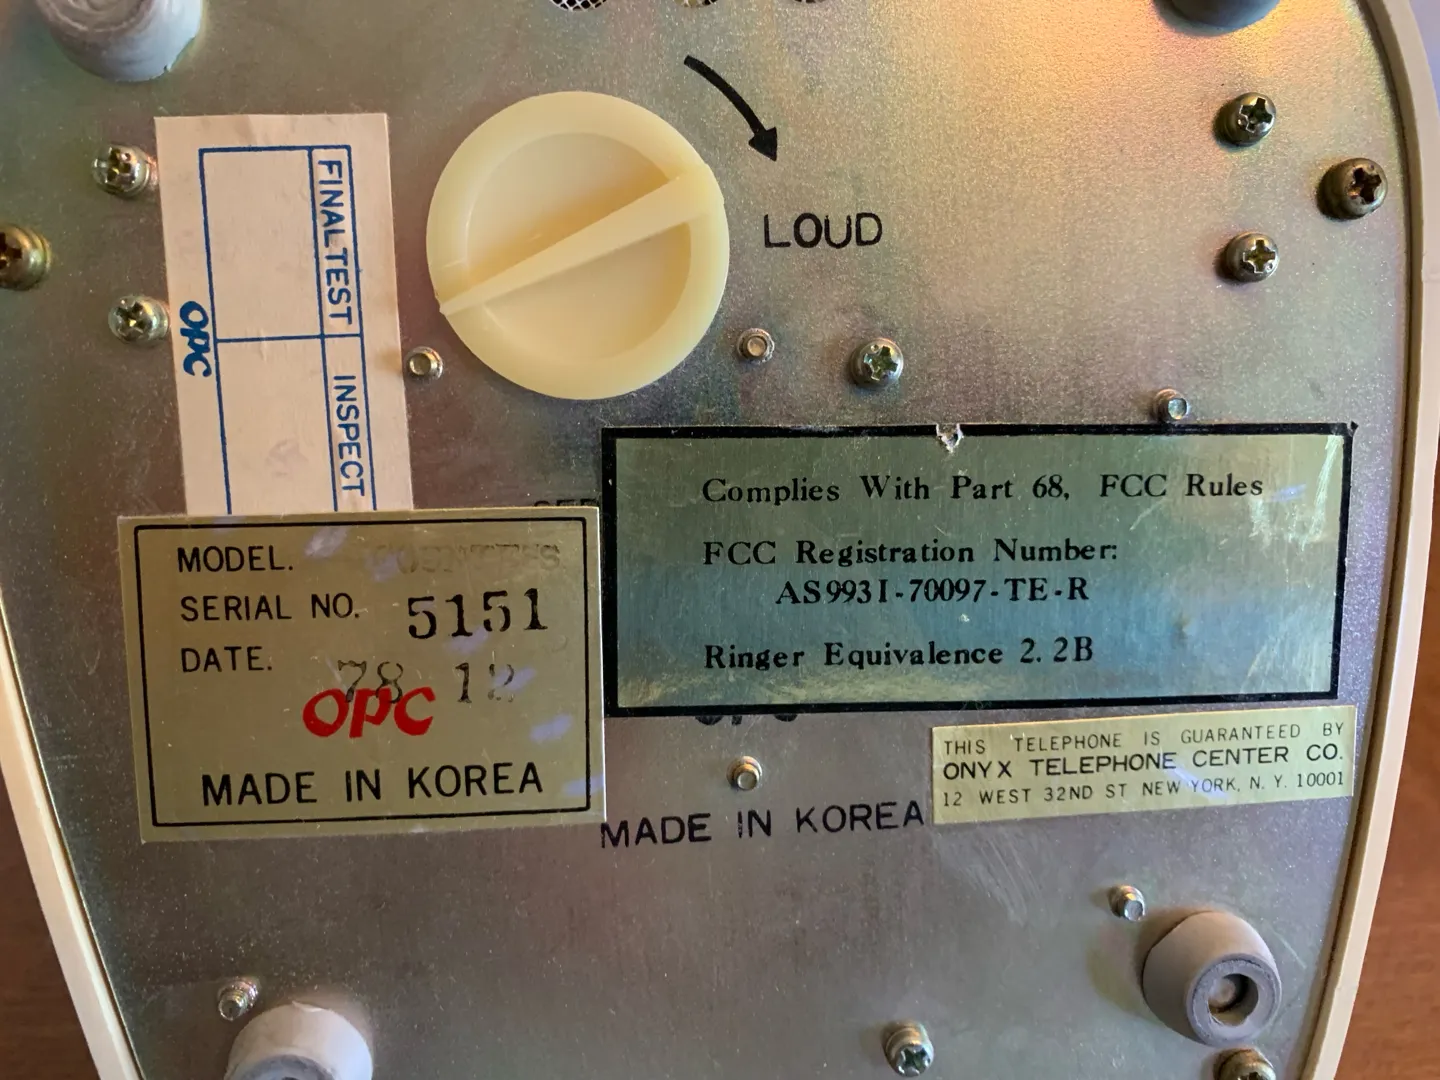 LOUD
FINAL TEST
INSPECT
OPC
MODEL. COUNTESS
SERIAL NO. 5151
DATE. 78 12
OPC
MADE IN KOREA
Complies With Part 68, FCC Rules
FCC Registration Number:
AS993I-70097-TE-R
Ringer Equivalence 2.2B
THIS TELEPHONE IS GUARANTEED BY
ONYX TELEPHONE CENTER CO.
12 WEST 32ND ST NEW YORK, N. Y. 10001
MADE IN KOREA